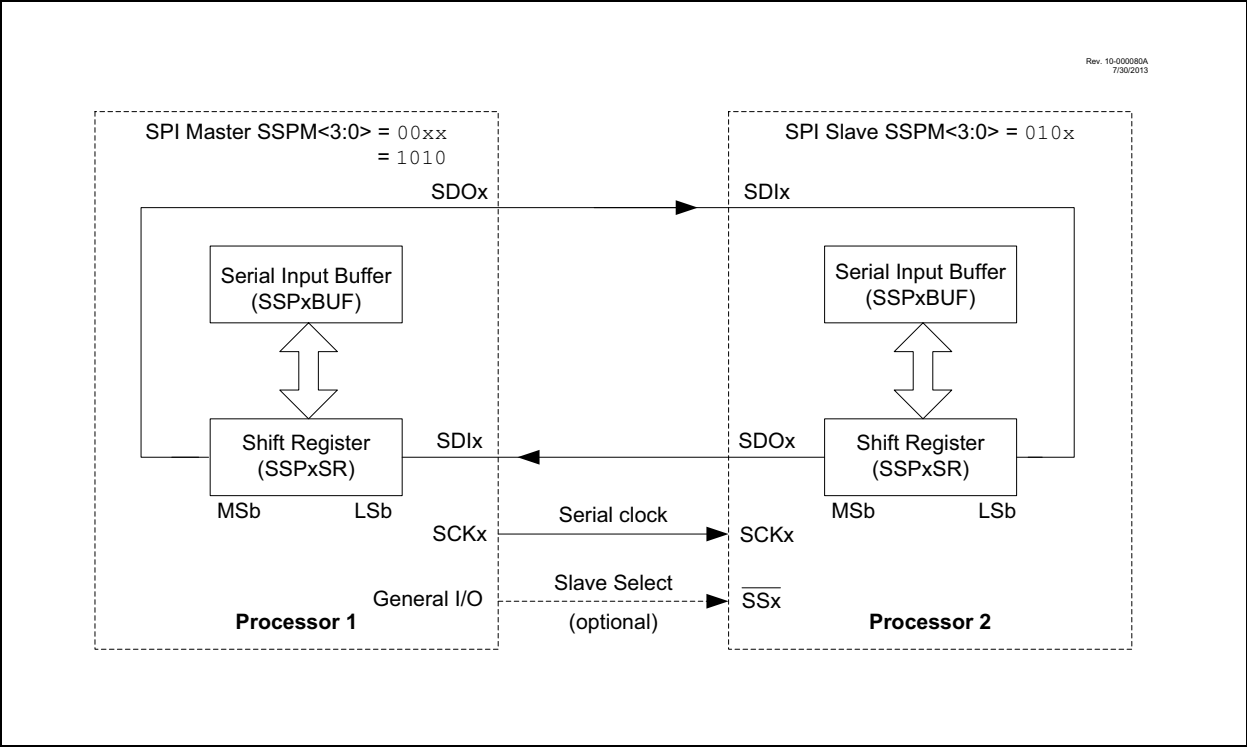 Rev. 10-000080A
7/30/2013
SPI Master SSPM<3:0> = 00xx
= 1010
SPI Slave SSPM<3:0> = 010x
SDOx
SDIx
Serial Input Buffer
(SSPxBUF)
Serial Input Buffer
(SSPxBUF)
Shift Register
(SSPxSR)
SDIx
SDOx
Shift Register
(SSPxSR)
MSb
LSb
MSb
LSb
SCKx
Serial clock
SCKx
General I/O
Slave Select
(optional)
S̅S̅x̅
Processor 1
Processor 2